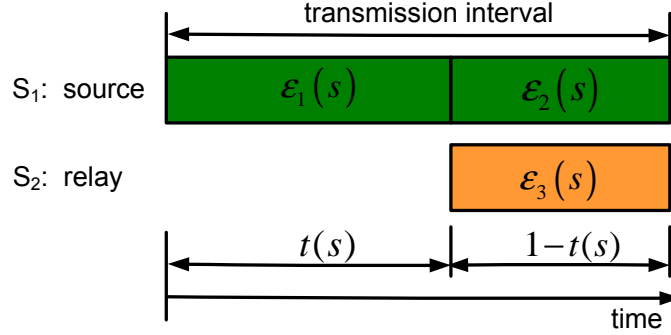 transmission interval
S₁: source ε₁(s) ε₂(s)
S₂: relay ε₃(s)
t(s) 1−t(s)
time